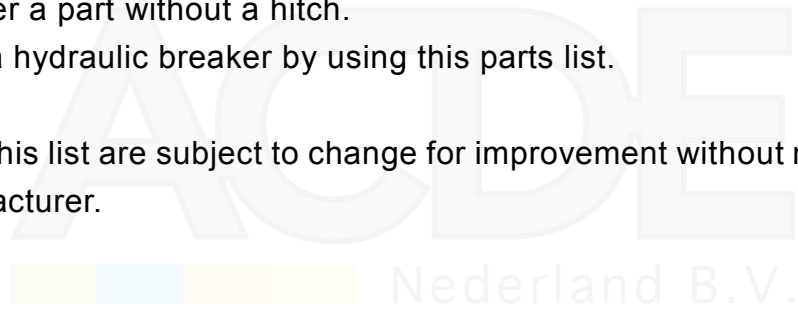 er a part without a hitch.
a hydraulic breaker by using this parts list.
his list are subject to change for improvement without
acturer.
ACDE
Nederland B.V.